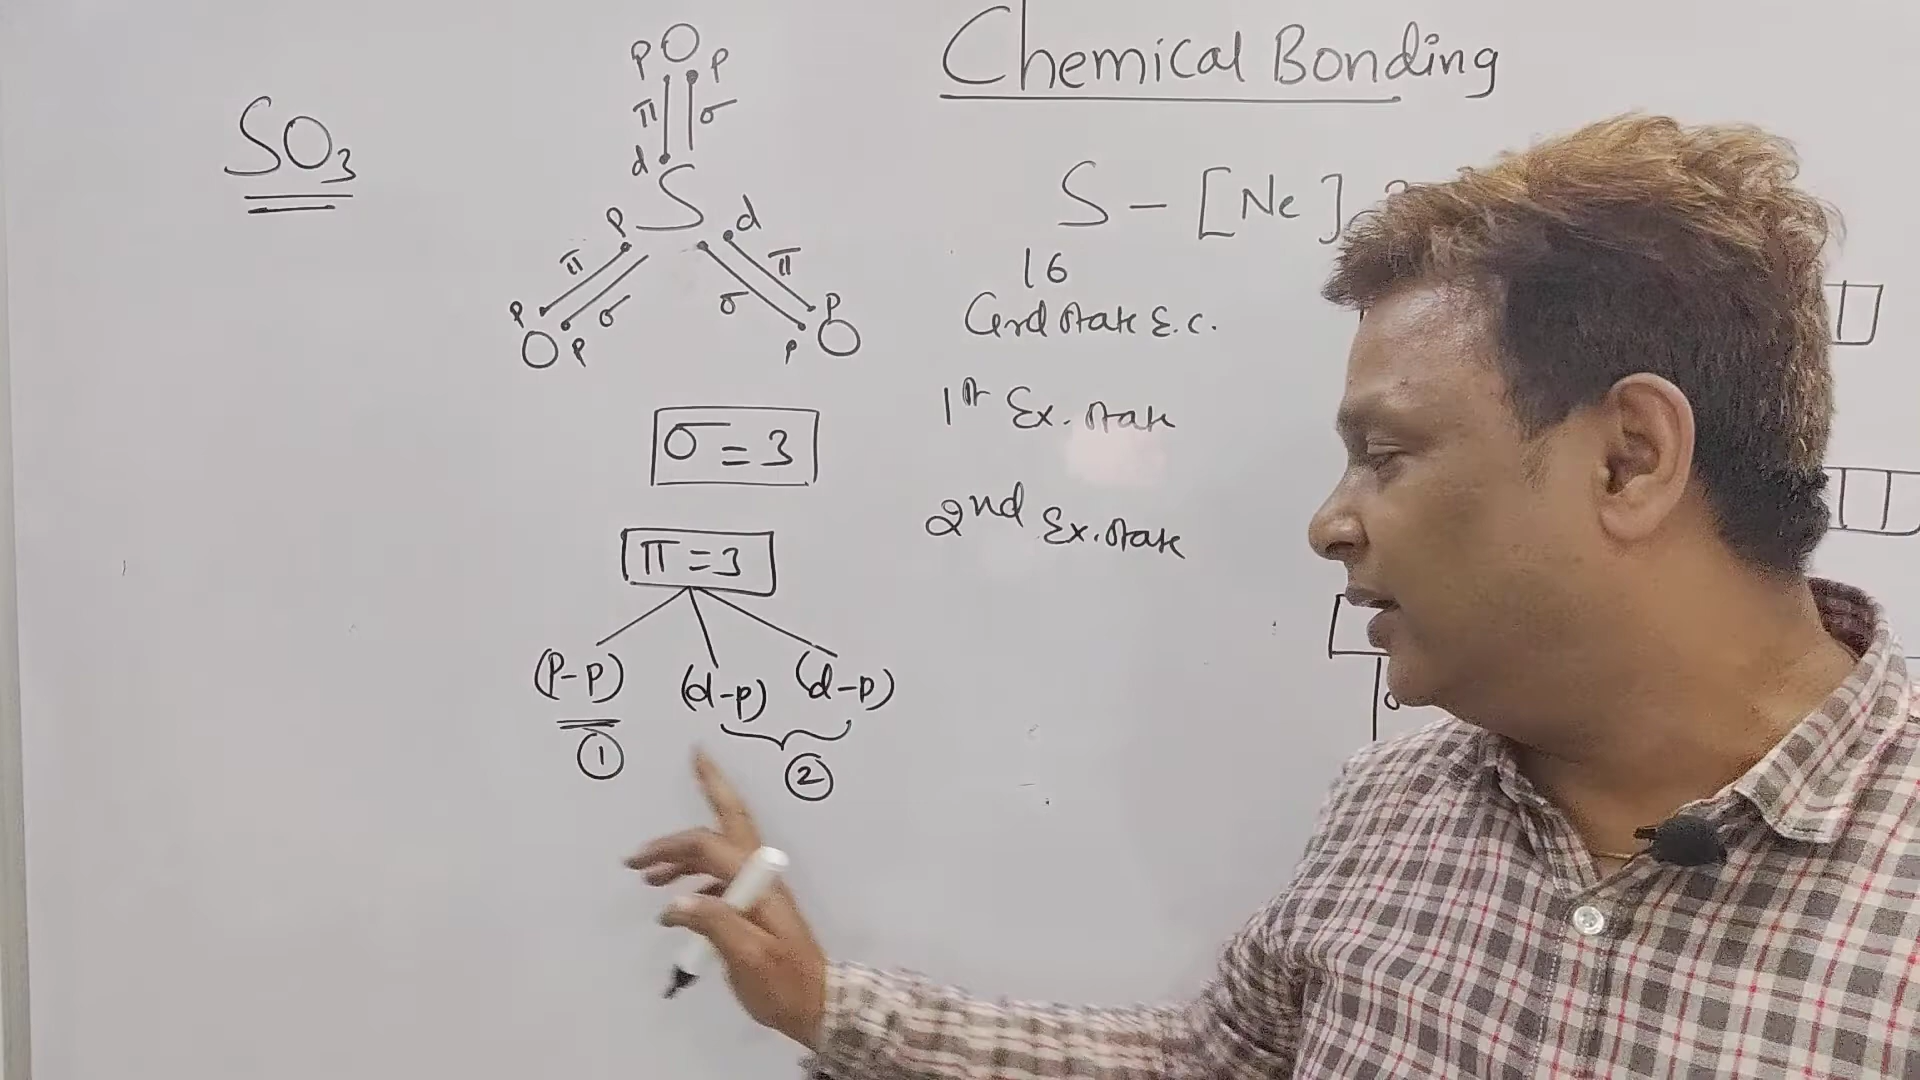 Chemical Bonding
SO₃
p O p
π σ
d
S
p d
π π
σ σ
p p
O p p O
σ = 3
π = 3
(p-p) (d-p) (d-p)
① ②
S - [Ne]
16
Grd state E.C.
1st Ex. state
2nd Ex. state